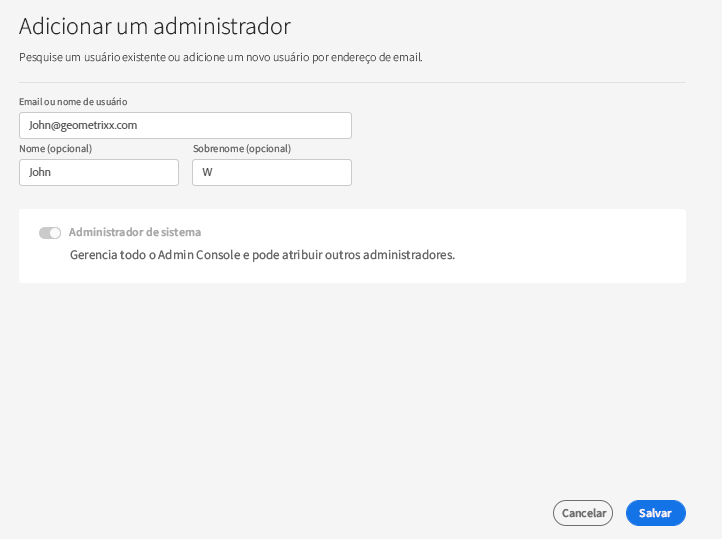 Adicionar um administrador
Pesquise um usuário existente ou adicione um novo usuário por endereço de email.
Email ou nome de usuário
John@geometrixx.com
Nome (opcional) Sobrenome (opcional)
John W
Administrador de sistema
Gerencia todo o Admin Console e pode atribuir outros administradores.
Cancelar Salvar